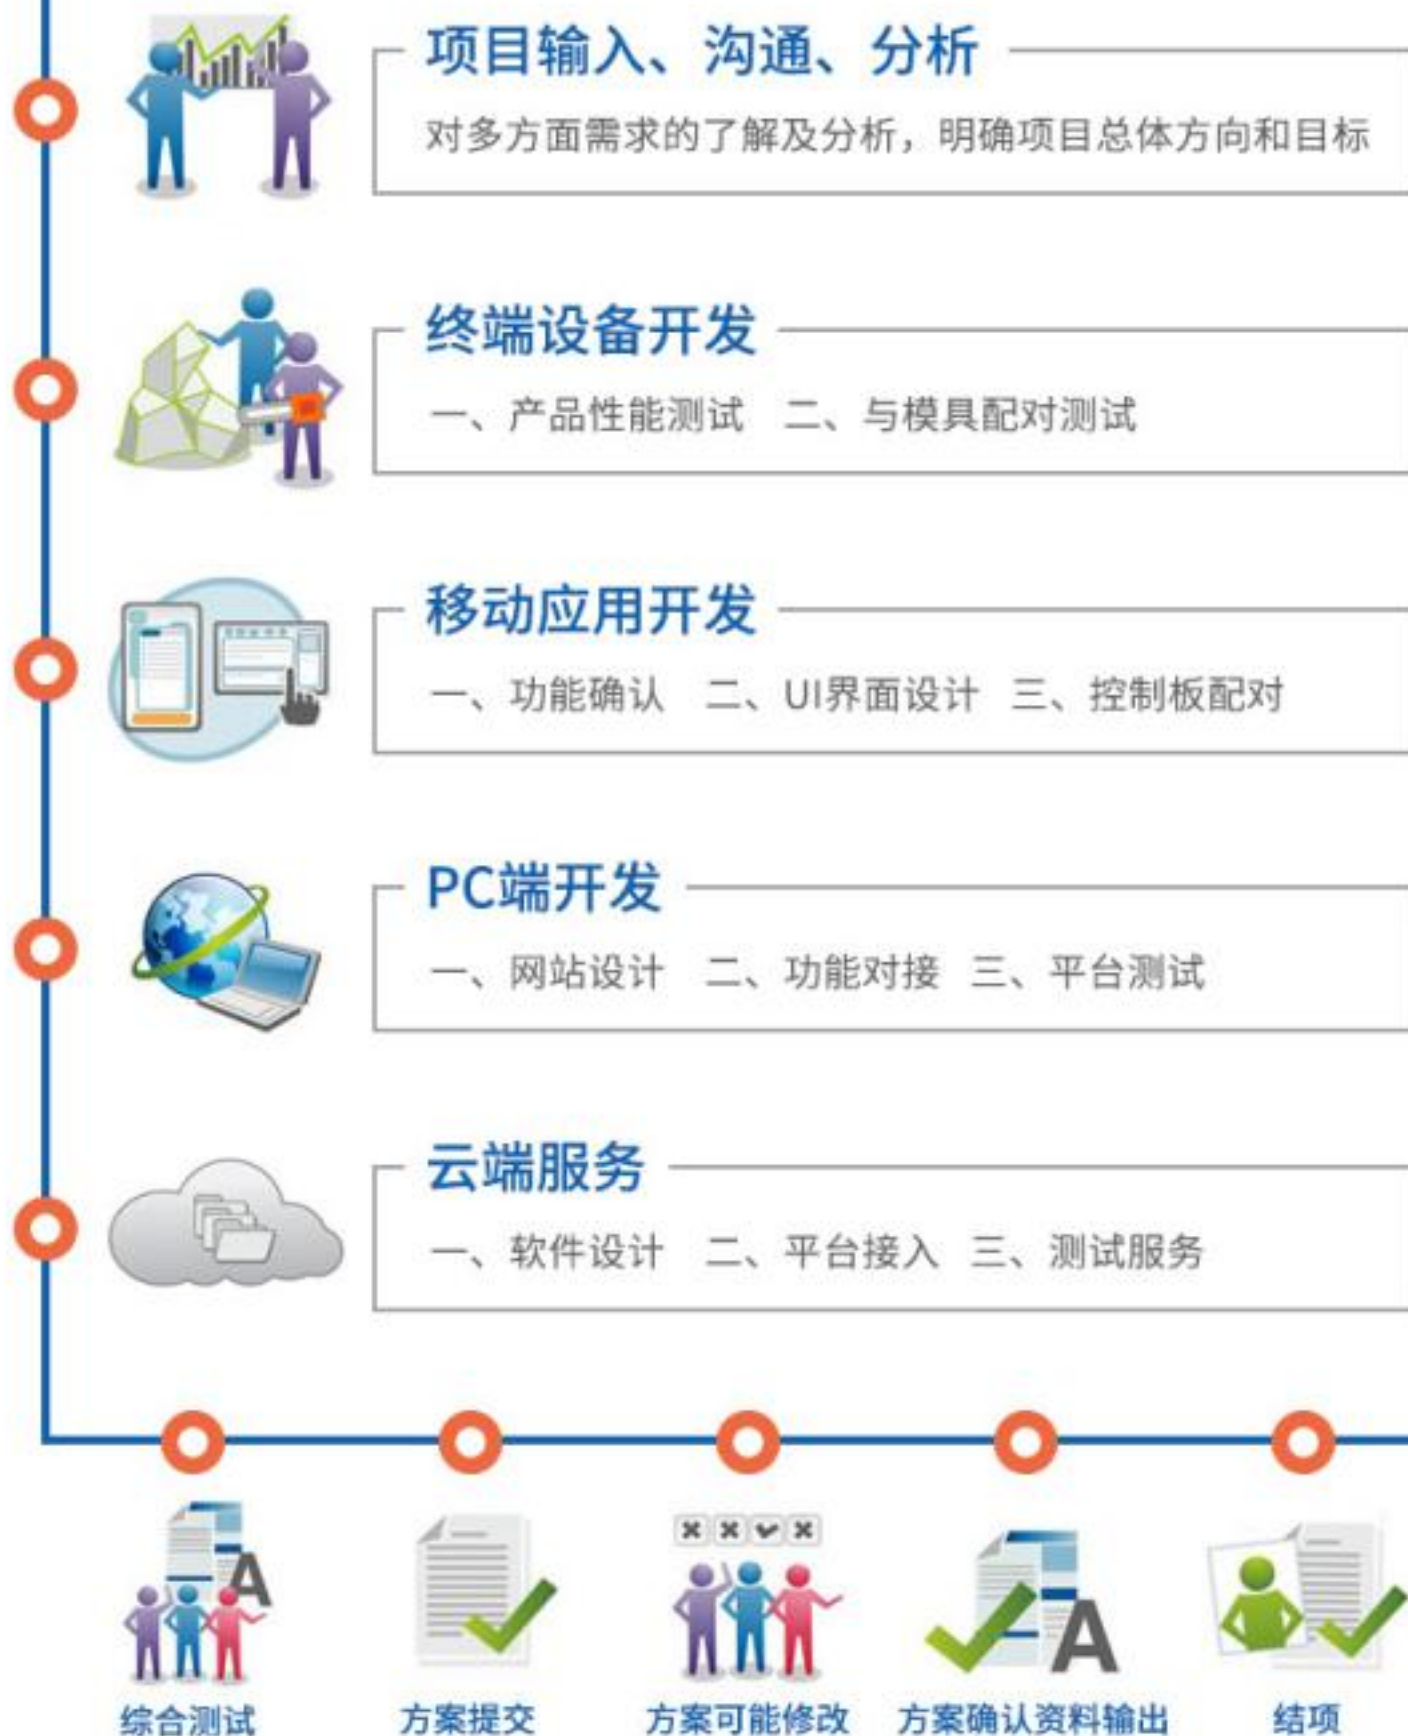 项目输入、沟通、分析
对多方面需求的了解及分析，明确项目总体方向和目标
终端设备开发
一、产品性能测试 二、与模具配对测试
移动应用开发
一、功能确认 二、UI界面设计 三、控制板配对
PC端开发
一、网站设计 二、功能对接 三、平台测试
云端服务
一、软件设计 二、平台接入 三、测试服务
A
A
综合测试 方案提交 方案可能修改 方案确认资料输出 结项